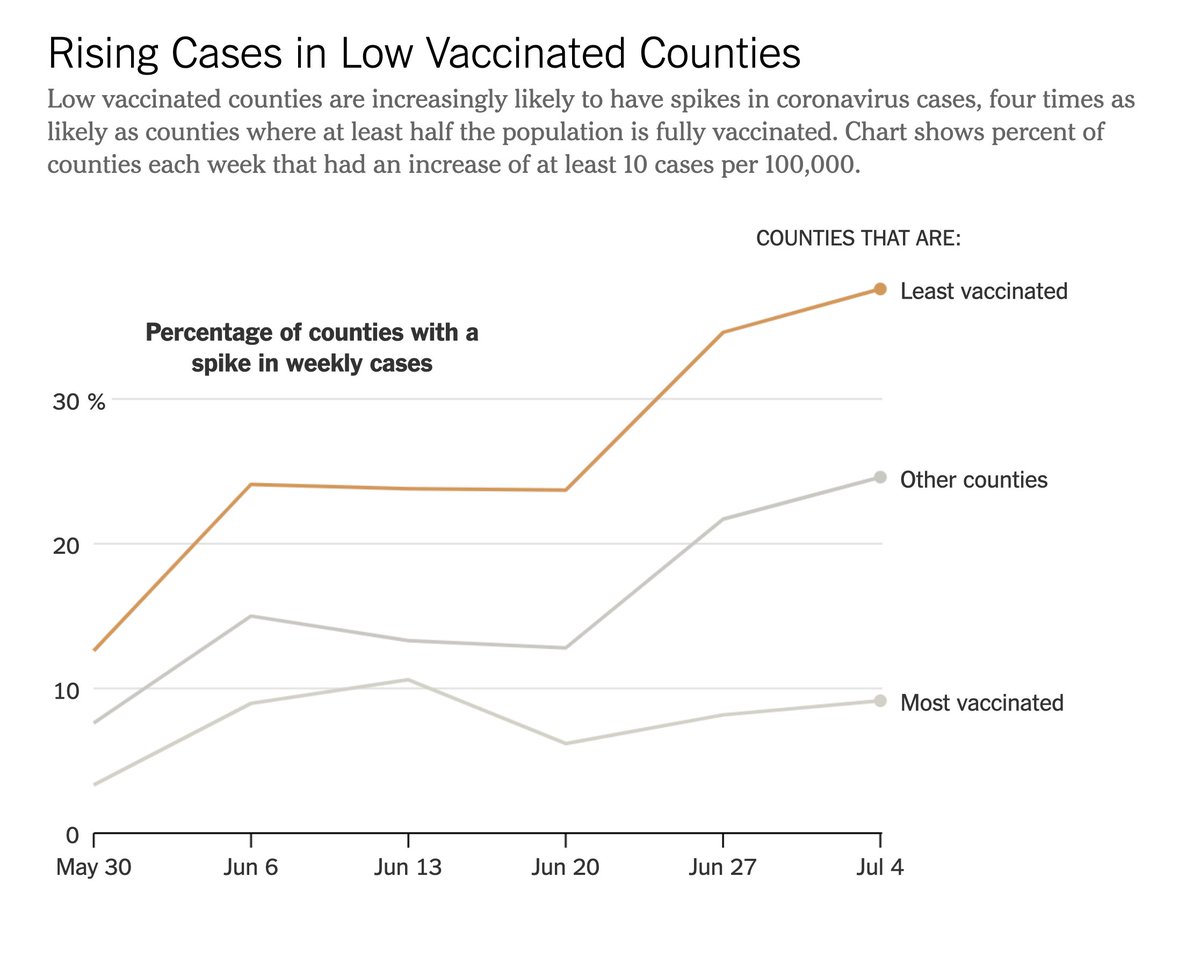 Rising Cases in Low Vaccinated Counties
Low vaccinated counties are increasingly likely to have spikes in coronavirus cases, four times as
likely as counties where at least half the population is fully vaccinated. Chart shows percent of
counties each week that had an increase of at least 10 cases per 100,000.
COUNTIES THAT ARE:
Least vaccinated
Percentage of counties with a
spike in weekly cases
30 %
Other counties
20
10
Most vaccinated
0
May 30
Jun 6
Jun 13
Jun 20
Jun 27
Jul 4